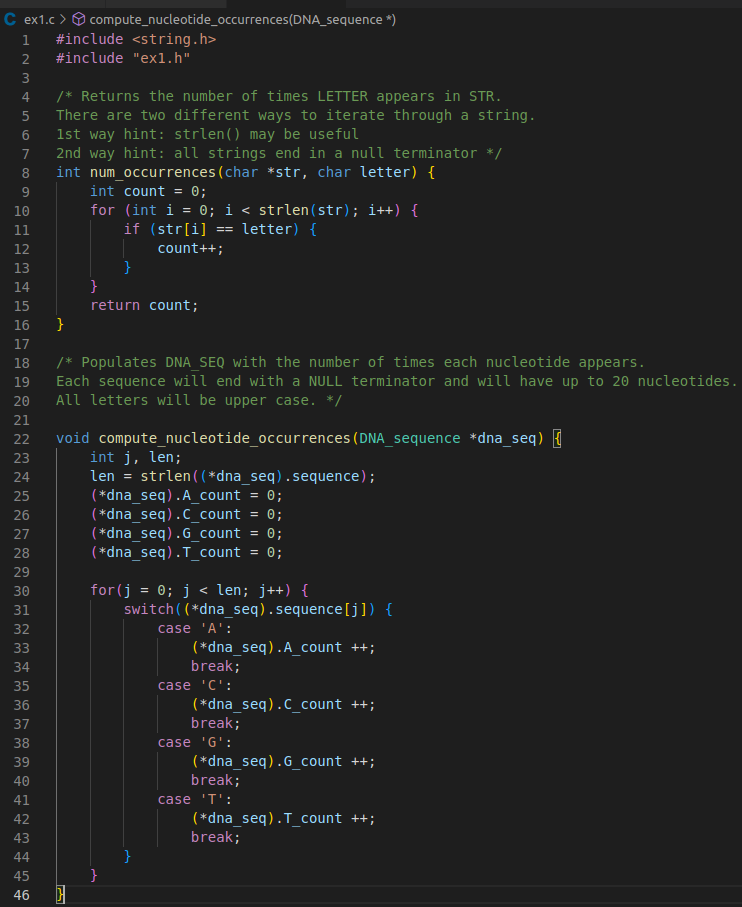 ex1.c > compute_nucleotide_occurrences(DNA_sequence *)
1 #include <string.h>
2 #include "ex1.h"
3
4 /* Returns the number of times LETTER appears in STR.
5 There are two different ways to iterate through a string.
6 1st way hint: strlen() may be useful
7 2nd way hint: all strings end in a null terminator */
8 int num_occurrences(char *str, char letter) {
9     int count = 0;
10     for (int i = 0; i < strlen(str); i++) {
11         if (str[i] == letter) {
12             count++;
13         }
14     }
15     return count;
16 }
17
18 /* Populates DNA_SEQ with the number of times each nucleotide appears.
19 Each sequence will end with a NULL terminator and will have up to 20 nucleotides.
20 All letters will be upper case. */
21
22 void compute_nucleotide_occurrences(DNA_sequence *dna_seq) {
23     int j, len;
24     len = strlen((*dna_seq).sequence);
25     (*dna_seq).A_count = 0;
26     (*dna_seq).C_count = 0;
27     (*dna_seq).G_count = 0;
28     (*dna_seq).T_count = 0;
29
30     for(j = 0; j < len; j++) {
31         switch((*dna_seq).sequence[j]) {
32             case 'A':
33                 (*dna_seq).A_count ++;
34                 break;
35             case 'C':
36                 (*dna_seq).C_count ++;
37                 break;
38             case 'G':
39                 (*dna_seq).G_count ++;
40                 break;
41             case 'T':
42                 (*dna_seq).T_count ++;
43                 break;
44         }
45     }
46 }